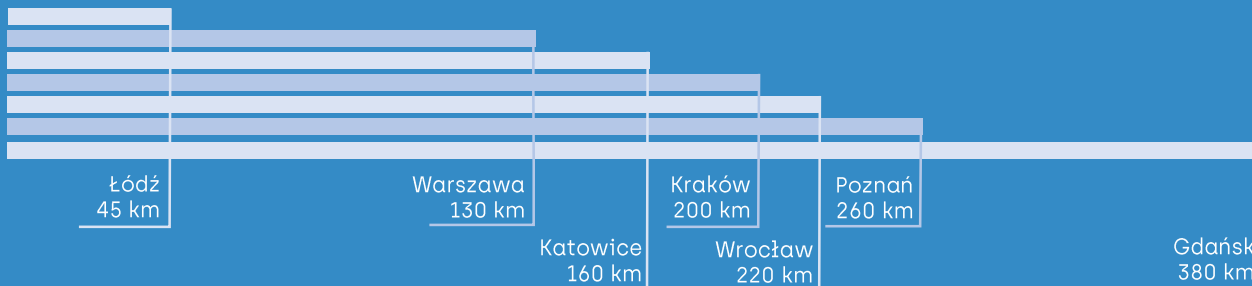 Łódź
45 km
Warszawa
130 km
Katowice
160 km
Kraków
200 km
Wrocław
220 km
Poznań
260 km
Gdańsk
380 km